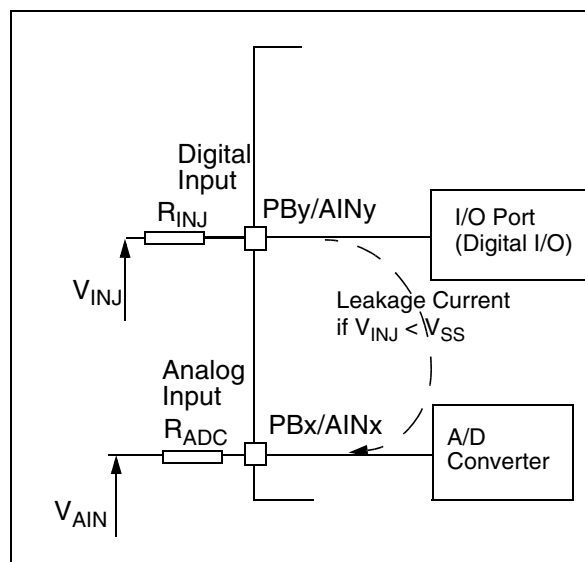 Digital
Input
R_INJ
PBy/AINy
I/O Port
(Digital I/O)
V_INJ
Leakage Current
if V_INJ < V_SS
Analog
Input
R_ADC
PBx/AINx
A/D
Converter
V_AIN